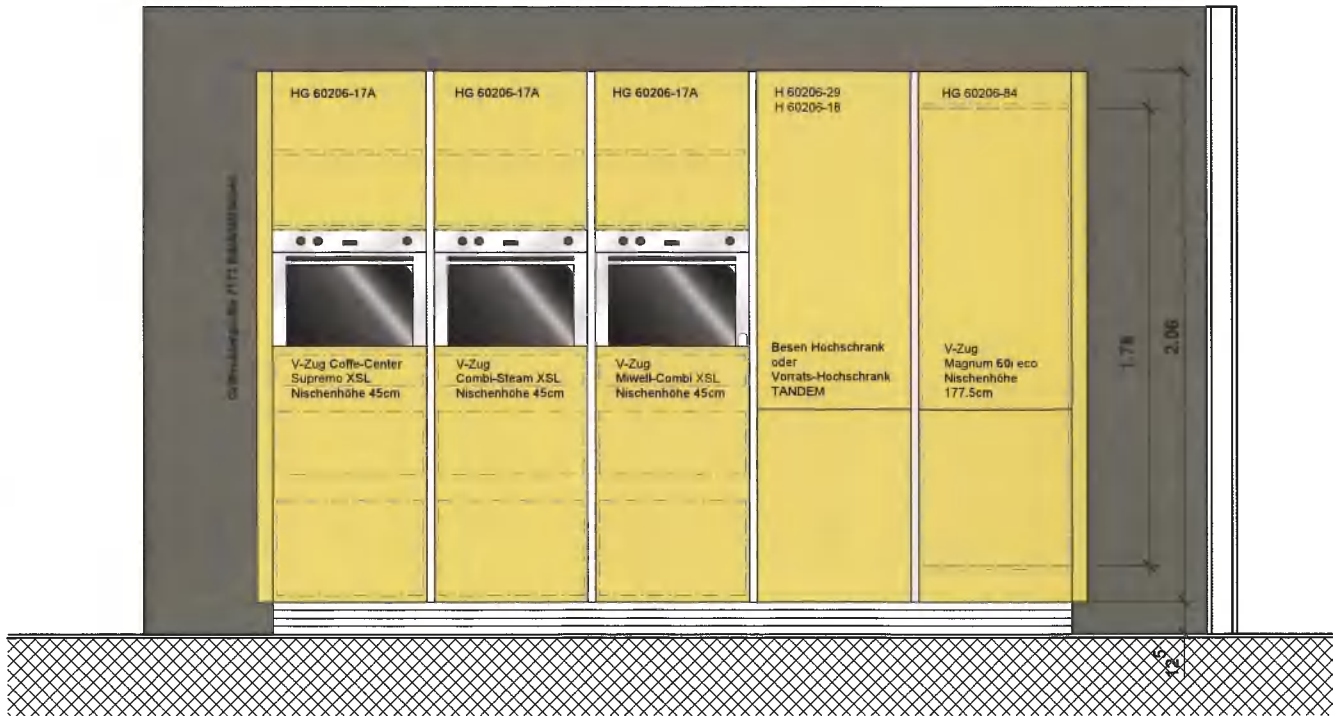 HG 60206-17A
HG 60206-17A
HG 60206-17A
H 60206-29
H 60206-18
HG 60206-84
V-Zug Coffe-Center
Supremo XSL
Nischenhöhe 45cm
V-Zug
Combi-Steam XSL
Nischenhöhe 45cm
V-Zug
Miwell-Combi XSL
Nischenhöhe 45cm
Besen Hochschrank
oder
Vorrats-Hochschrank
TANDEM
V-Zug
Magnum 60i eco
Nischenhöhe
177.5cm
1.78
2.06
12.5